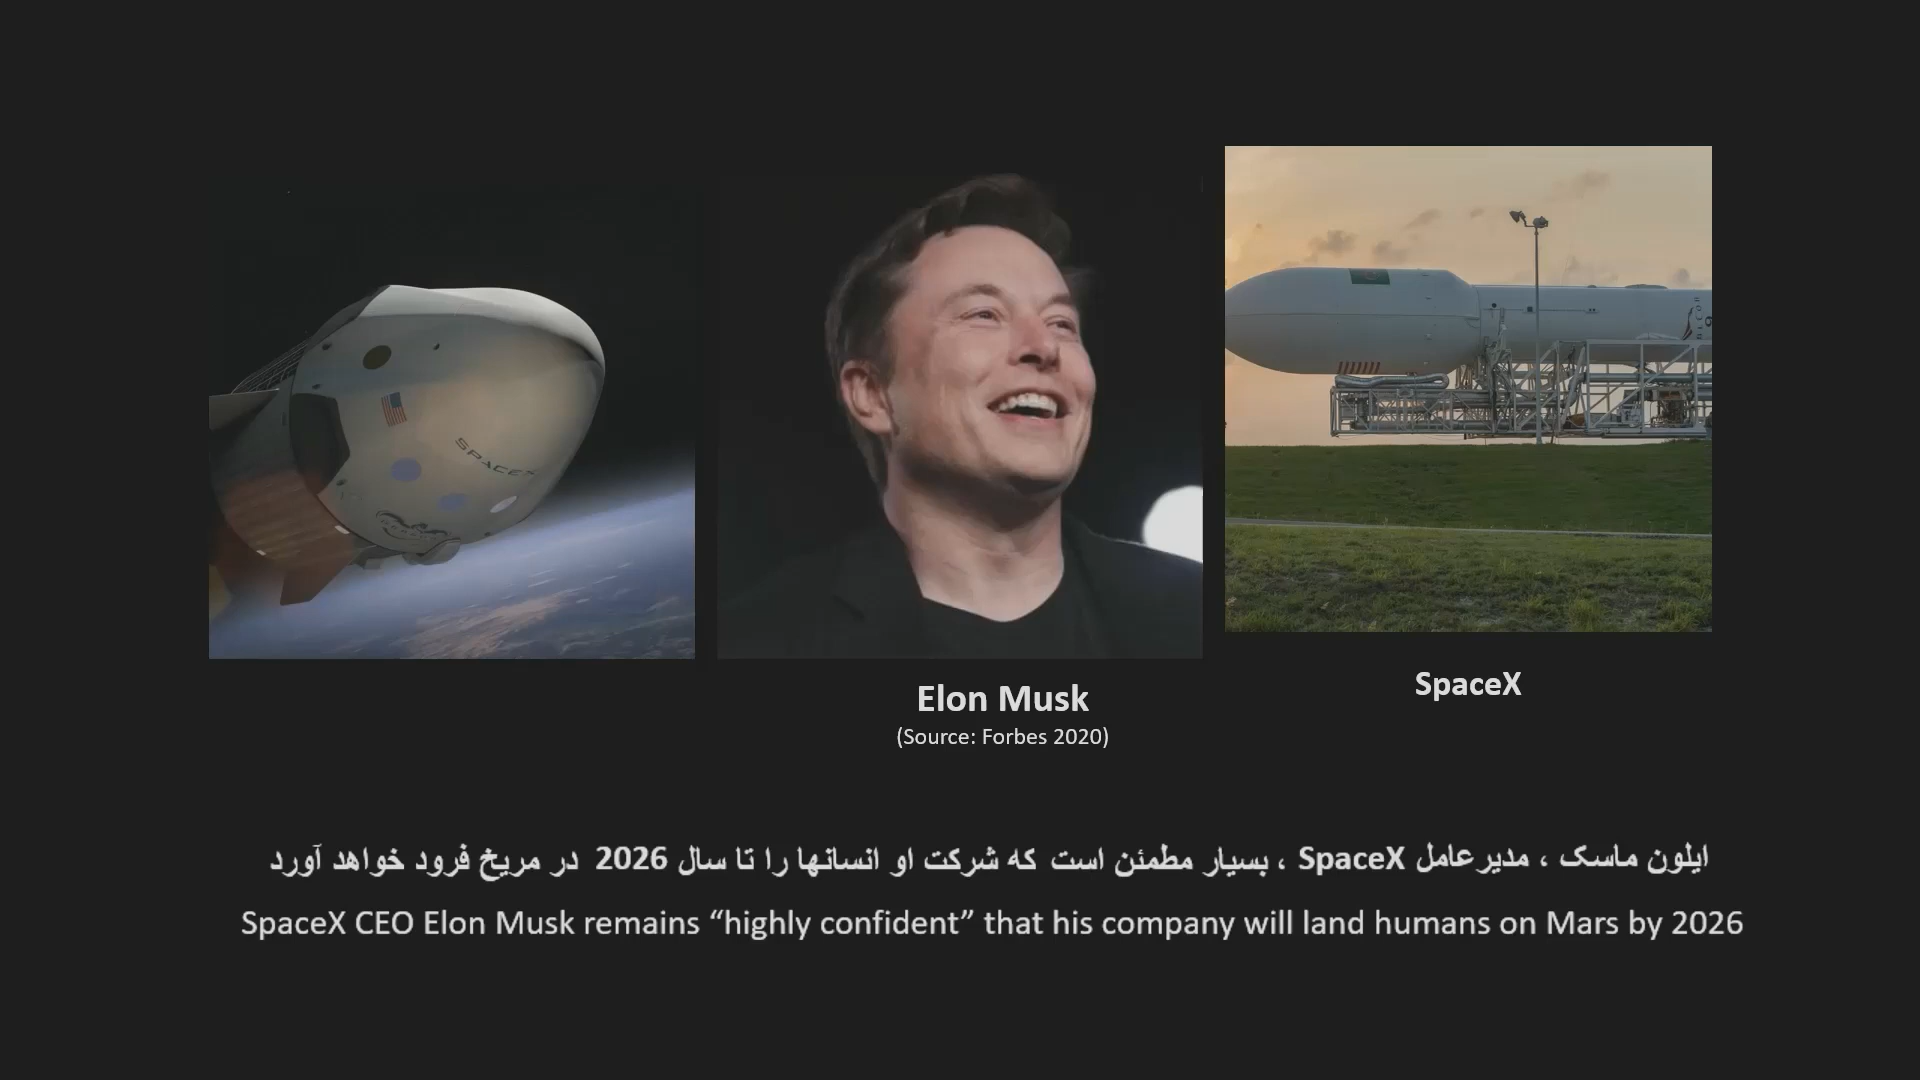 SPACEX
Elon Musk
(Source: Forbes 2020)
SpaceX
ایلون ماسک ، مدیرعامل SpaceX ، بسیار مطمئن است که شرکت او انسانها را تا سال 2026 در مریخ فرود خواهد آورد
SpaceX CEO Elon Musk remains “highly confident” that his company will land humans on Mars by 2026